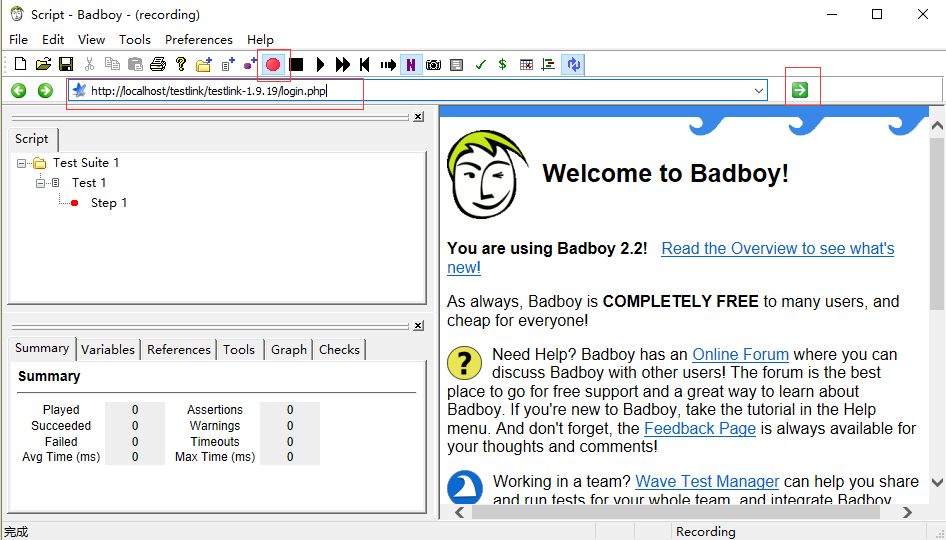 Script - Badboy - (recording)
File Edit View Tools Preferences Help
N $
http://localhost/testlink/testlink-1.9.19/login.php
Script
Test Suite 1
Test 1
Step 1
Summary Variables References Tools Graph Checks
Summary
Played 0 Assertions 0
Succeeded 0 Warnings 0
Failed 0 Timeouts 0
Avg Time (ms) 0 Max Time (ms) 0
Welcome to Badboy!
You are using Badboy 2.2! Read the Overview to see what's
new!
As always, Badboy is COMPLETELY FREE to many users, and
cheap for everyone!
Need Help? Badboy has an Online Forum where you can
discuss Badboy with other users! The forum is the best
place to go for free support and a great way to learn about
Badboy. If you're new to Badboy, take the tutorial in the Help
menu. And don't forget, the Feedback Page is always available for
your thoughts and comments!
Working in a team? Wave Test Manager can help you share
and run tests for your whole team, and integrate Badboy
完成
Recording